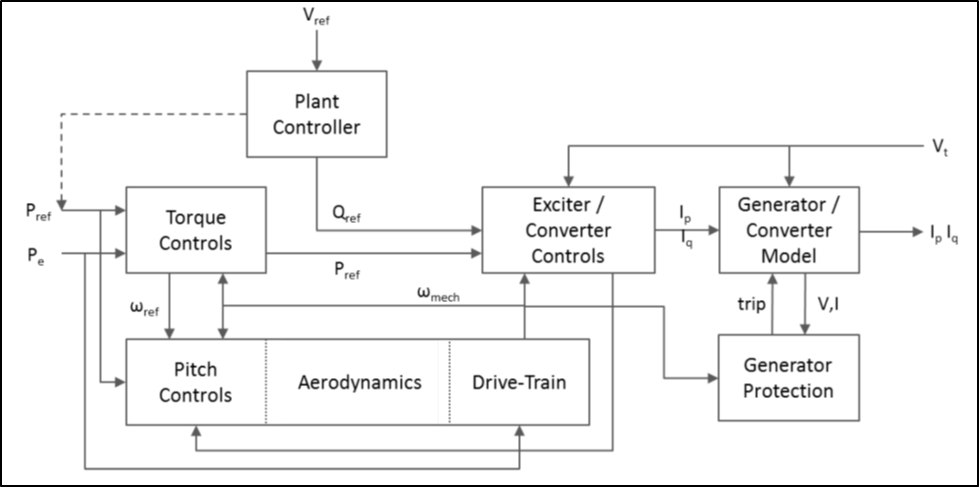 Vref
Plant
Controller
Vt
Pref
Torque
Controls
Qref
Exciter /
Converter
Controls
Ip
Iq
Generator /
Converter
Model
Ip Iq
Pe
Pref
ωref
ωmech
trip
V,I
Pitch
Controls
Aerodynamics
Drive-Train
Generator
Protection